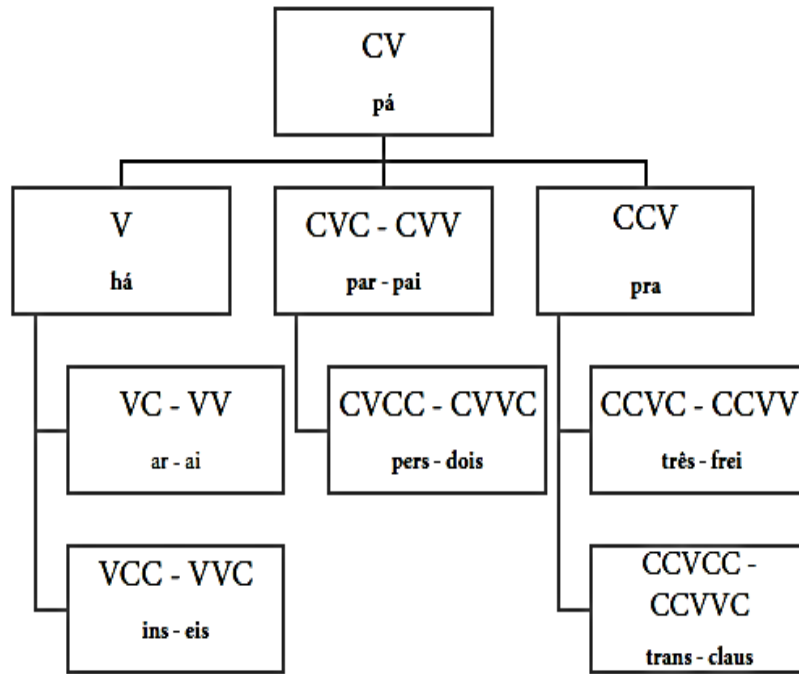 CV
pá
V
há
CVC - CVV
par - pai
CCV
pra
VC - VV
ar - ai
CVCC - CVVC
pers - dois
CCVC - CCVV
três - frei
VCC - VVC
ins - eis
CCVCC -
CCVVC
trans - claus